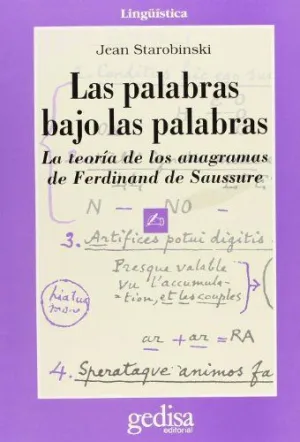 Lingüística
Jean Starobinski
Las palabras
bajo las palabras
La teoría de los anagramas
de Ferdinand de Saussure
N — NO -
3. Artifices potui digitis
Presque valable
vu l'accumula-
=tion, et les couples
hiatus
ar + ar = RA
4. Sperataque animos fa
gedisa
editorial